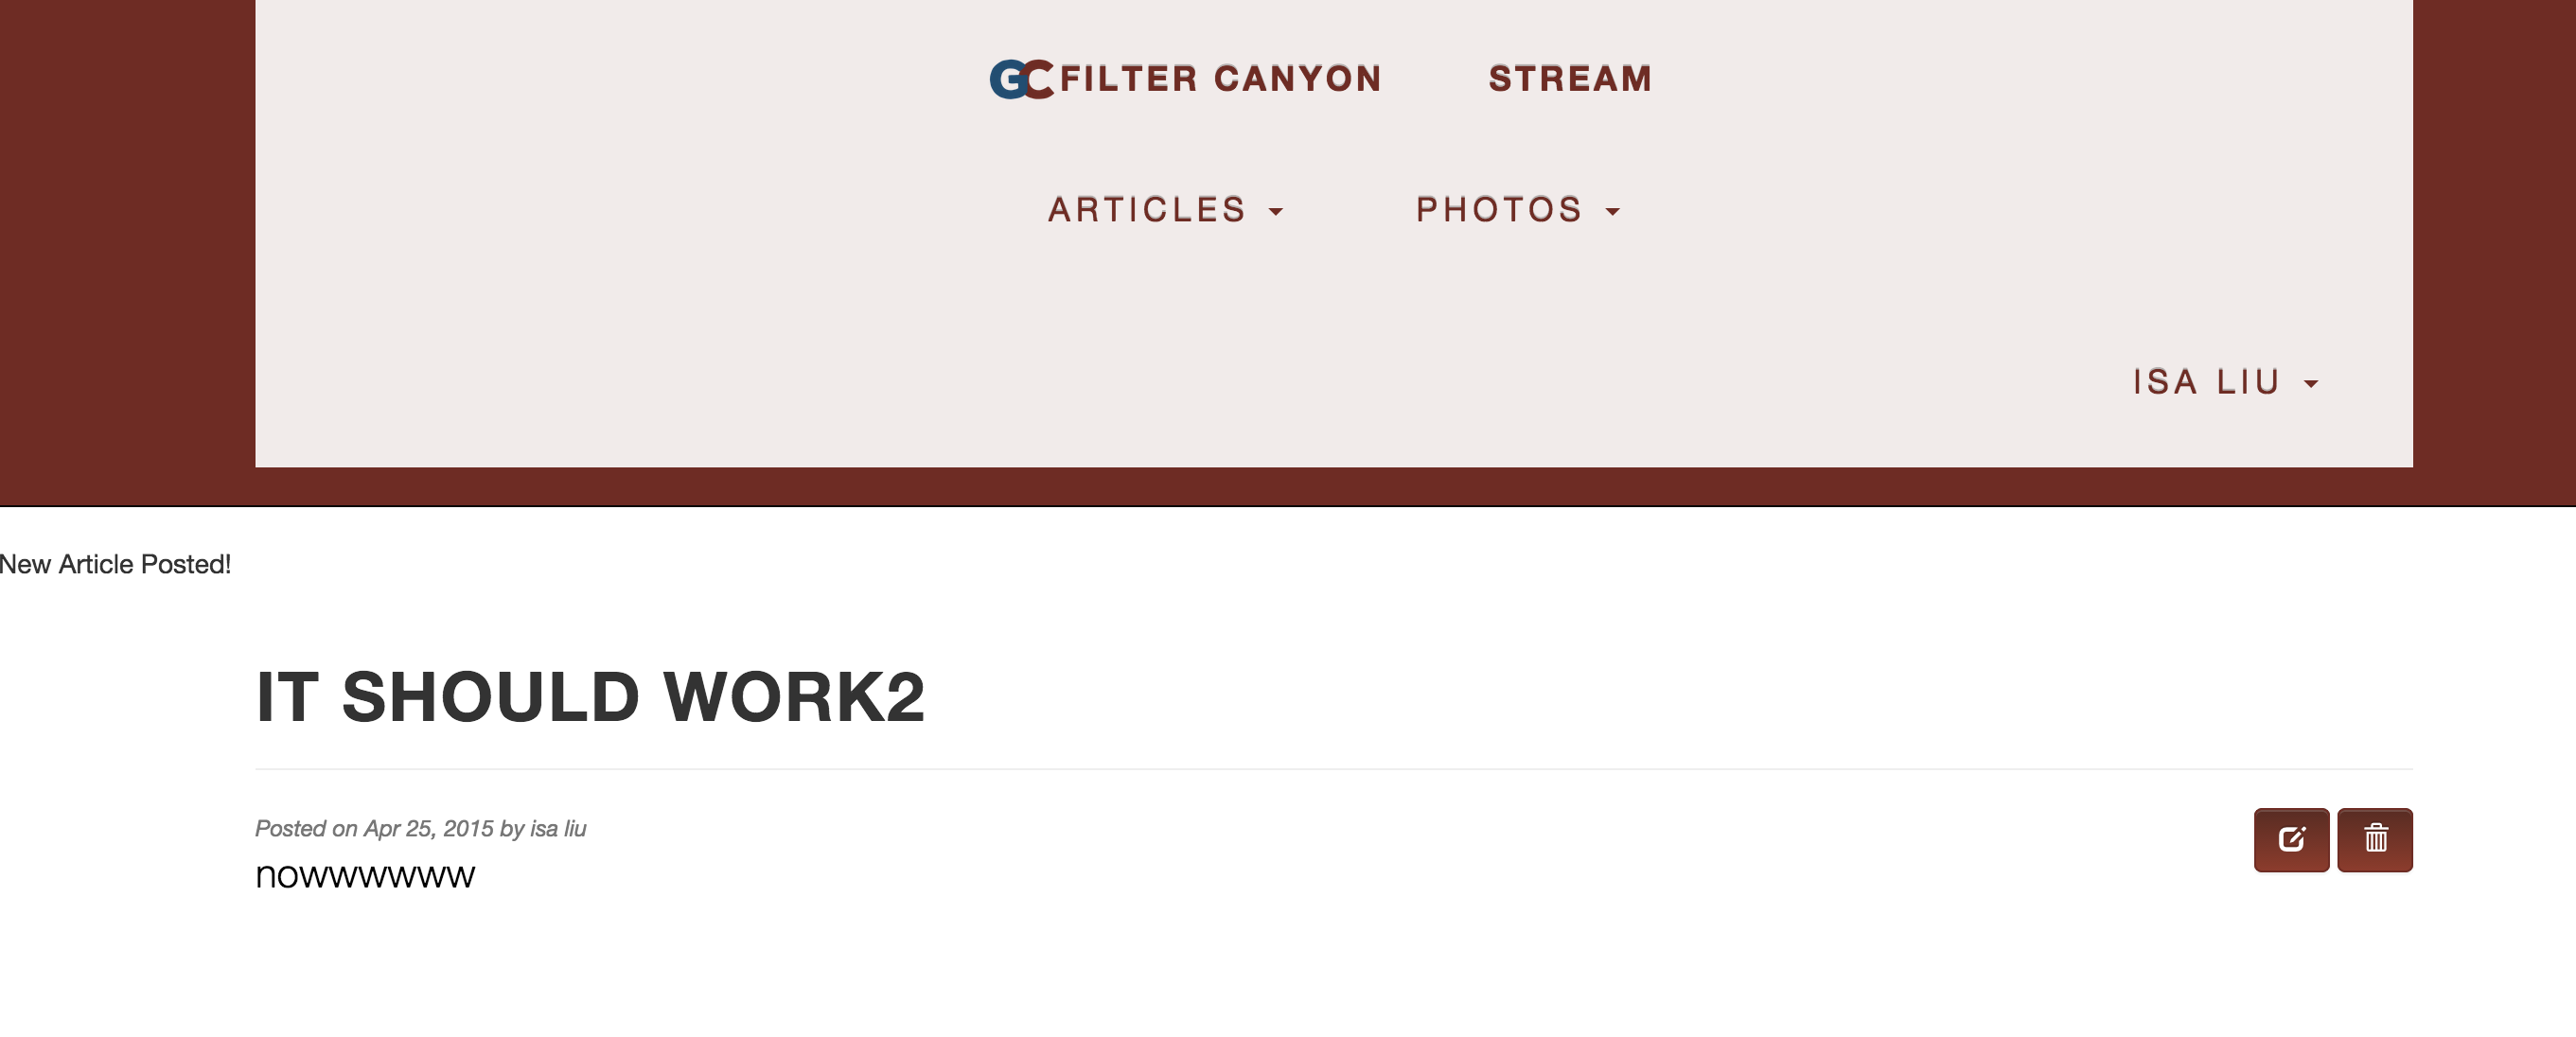 GC FILTER CANYON STREAM
ARTICLES PHOTOS
ISA LIU
New Article Posted!
IT SHOULD WORK2
Posted on Apr 25, 2015 by isa liu
nowwwwww